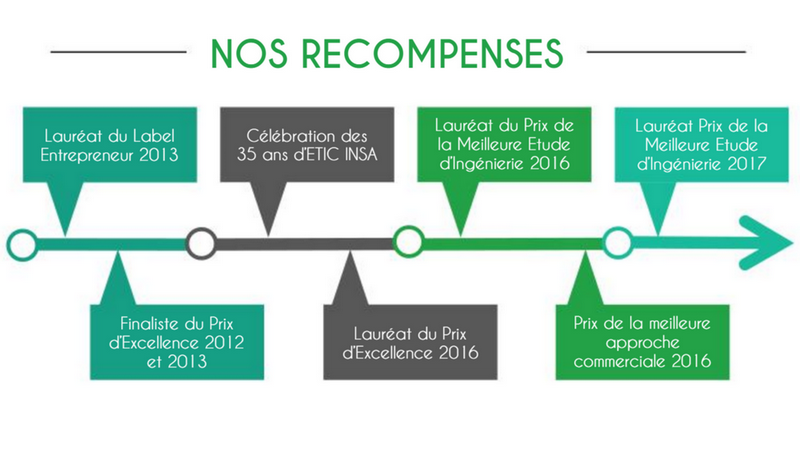 NOS RECOMPENSES
Lauréat du Label
Entrepreneur 2013
Célébration des
35 ans d'ETIC INSA
Lauréat du Prix de
la Meilleure Etude
d'Ingénierie 2016
Lauréat Prix de la
Meilleure Etude
d'Ingénierie 2017
Finaliste du Prix
d'Excellence 2012
et 2013
Lauréat du Prix
d'Excellence 2016
Prix de la meilleure
approche
commerciale 2016